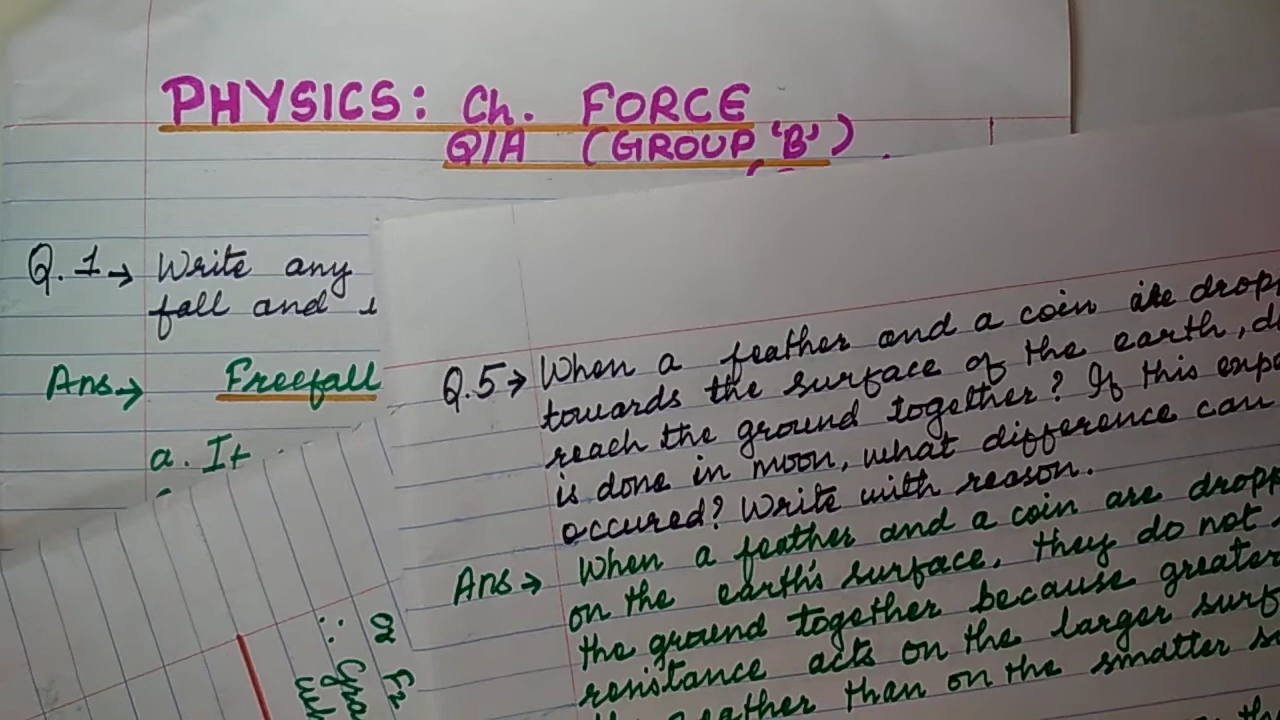 PHYSICS: Ch. FORCE
Q/A (GROUP 'B').
Q.1→ Write any
fall and
Ans→ Freefall
a. It
Q.5→ When a feather and a coin are drop
towards the surface of the earth, d
reach the ground together? If this exp
is done in moon, what difference can
occured? Write with reason.
Ans→ When a feather and a coin are dropp
on the earth's surface, they do not
the ground together because greater
resistance acts on the larger surf
feather than on the smaller s
or
∴ Gra